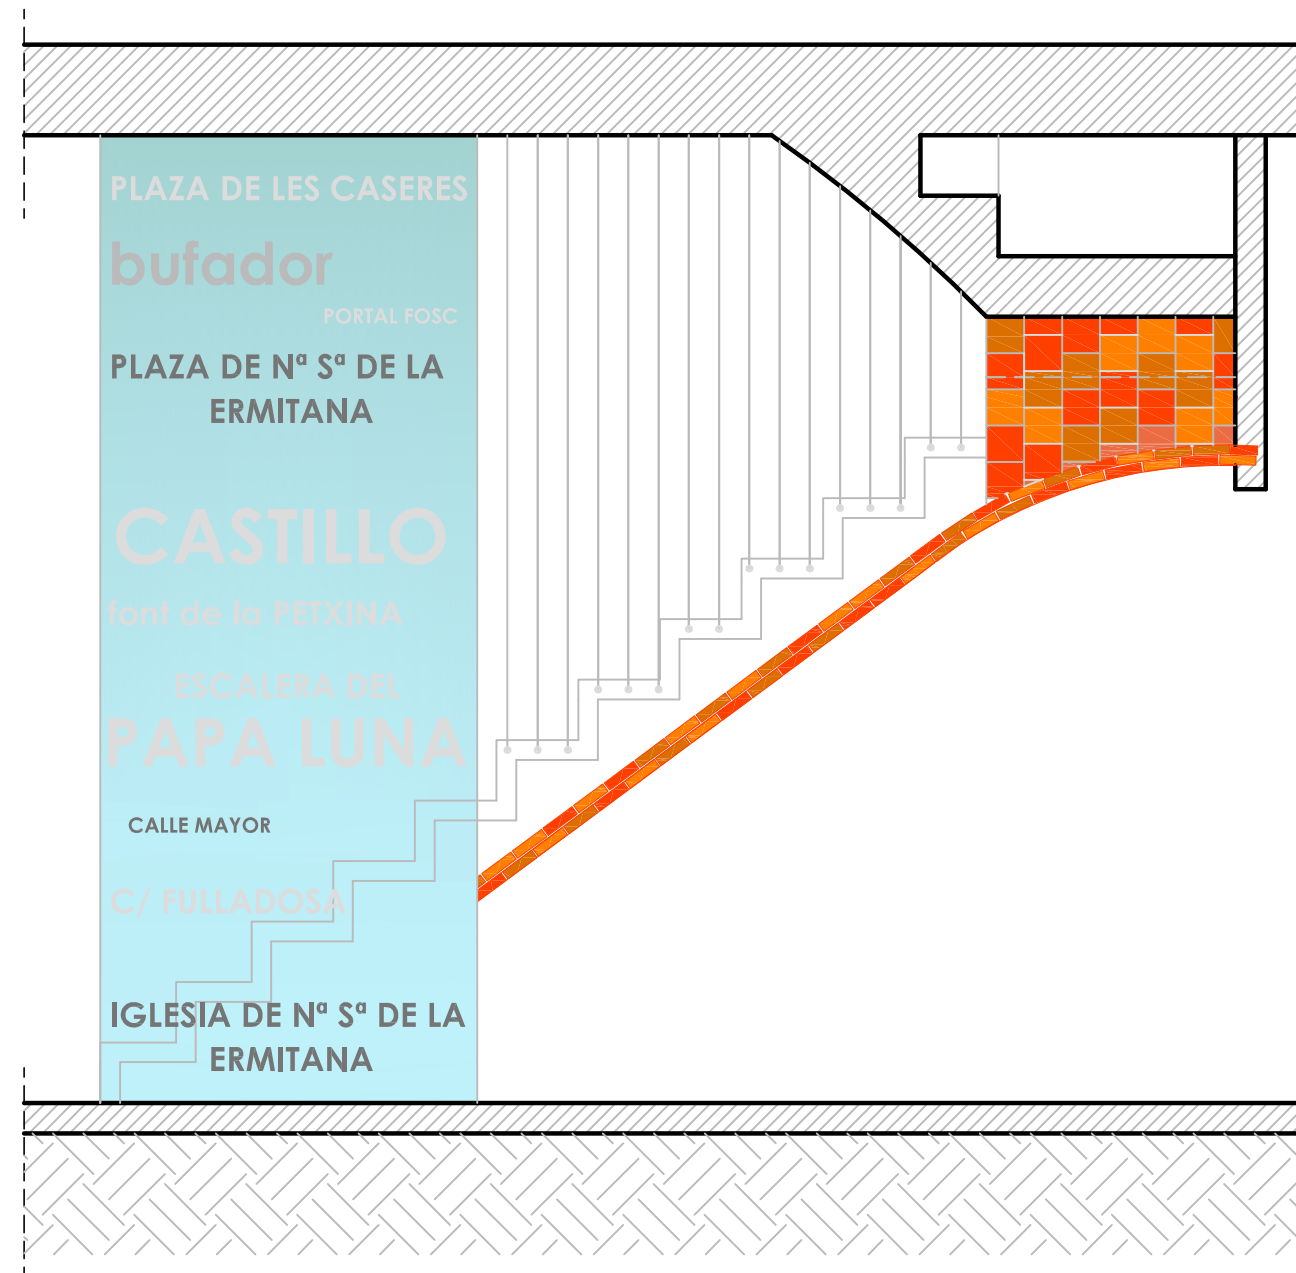 PLAZA DE LES CASERES
bufador
PORTAL FOSC
PLAZA DE Nª Sª DE LA
ERMITANA
CASTILLO
font de la PETXINA
ESCALERA DEL
PAPA LUNA
CALLE MAYOR
C/ FULLADOSA
IGLESIA DE Nª Sª DE LA
ERMITANA